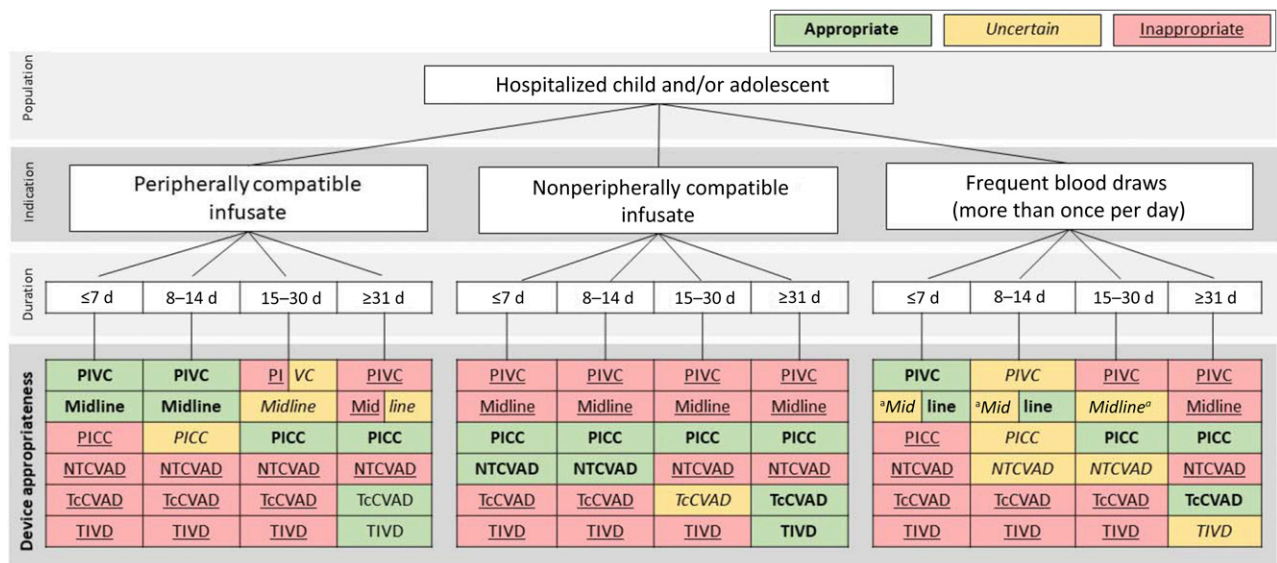 Appropriate Uncertain Inappropriate
Population
Hospitalized child and/or adolescent
Indication
Peripherally compatible
infusate
Nonperipherally compatible
infusate
Frequent blood draws
(more than once per day)
Duration
≤7 d 8–14 d 15–30 d ≥31 d ≤7 d 8–14 d 15–30 d ≥31 d ≤7 d 8–14 d 15–30 d ≥31 d
Device appropriateness
PIVC PIVC PI VC PIVC PIVC PIVC PIVC PIVC PIVC PIVC PIVC PIVC
Midline Midline Midline Mid line Midline Midline Midline Midline ᵃMid line ᵃMid line Midlineᵃ Midline
PICC PICC PICC PICC PICC PICC PICC PICC PICC PICC PICC PICC
NTCVAD NTCVAD NTCVAD NTCVAD NTCVAD NTCVAD NTCVAD NTCVAD NTCVAD NTCVAD NTCVAD NTCVAD
TcCVAD TcCVAD TcCVAD TcCVAD TcCVAD TcCVAD TcCVAD TcCVAD TcCVAD TcCVAD TcCVAD TcCVAD
TIVD TIVD TIVD TIVD TIVD TIVD TIVD TIVD TIVD TIVD TIVD TIVD